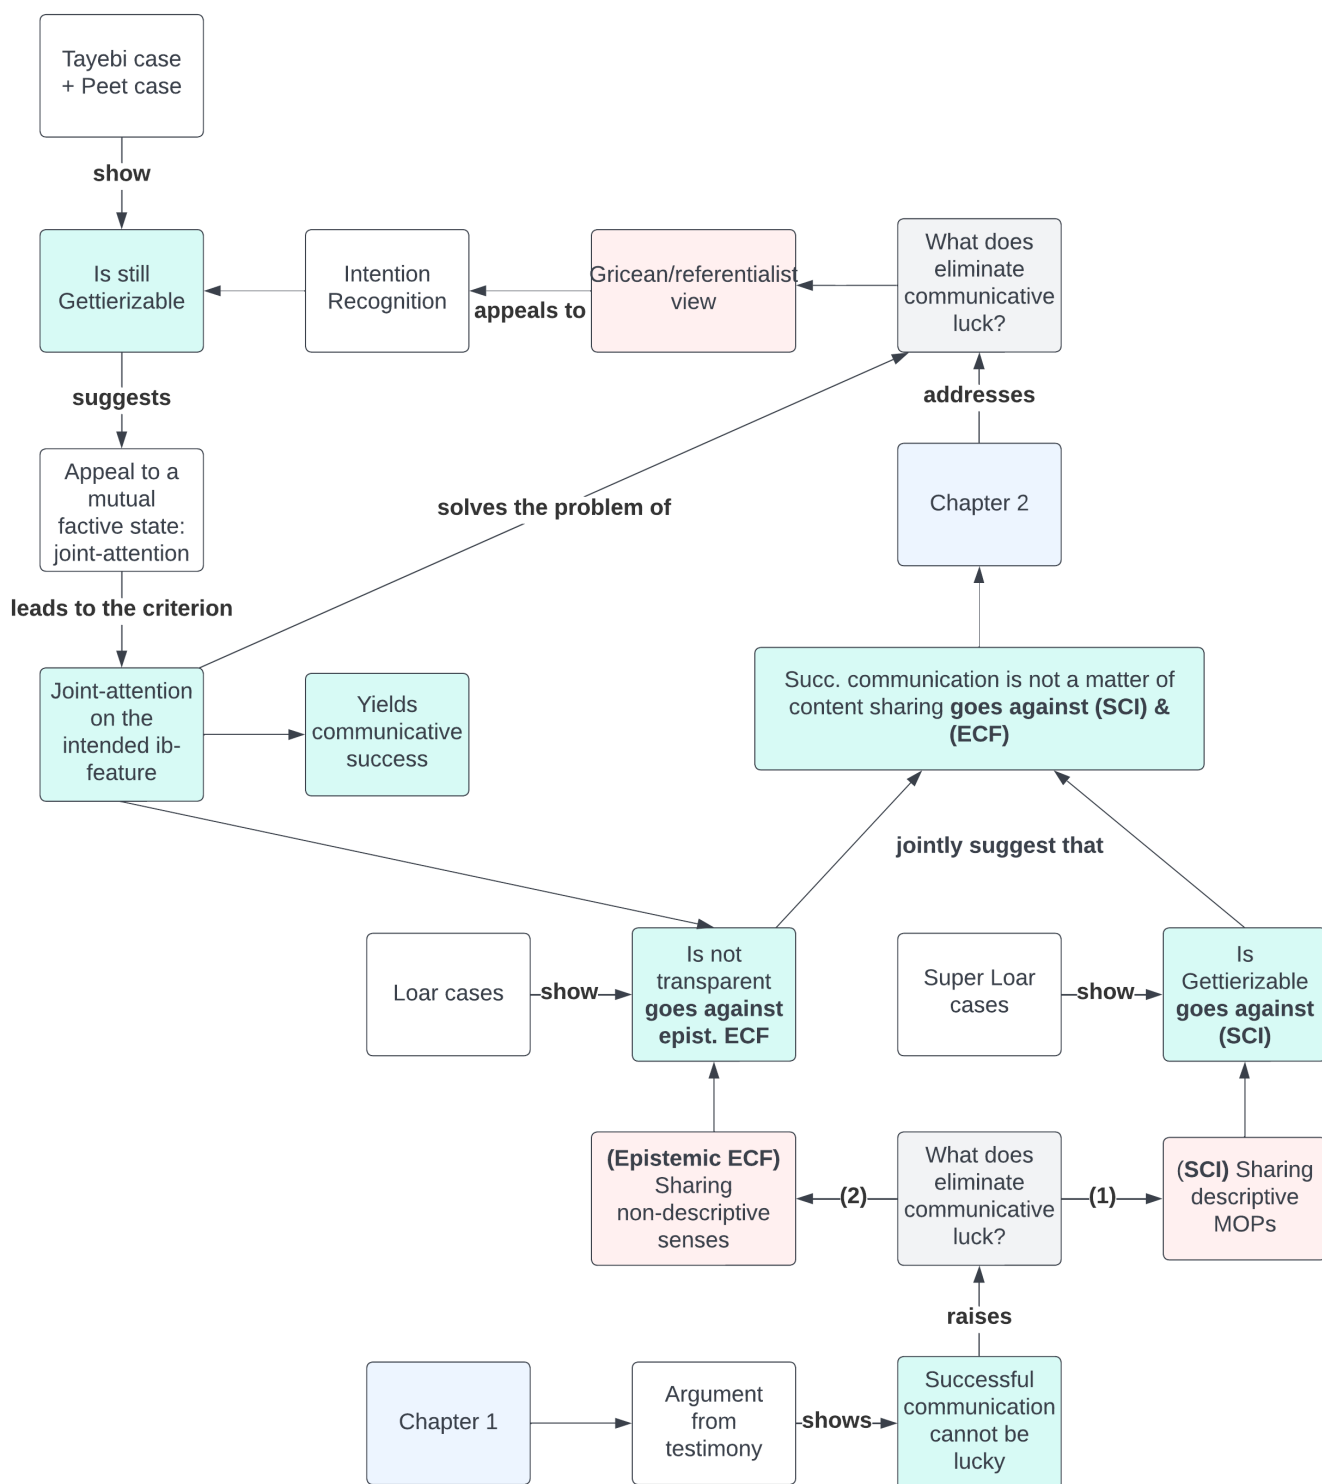 Tayebi case
+ Peet case
show
Is still
Gettierizable
Intention
Recognition
appeals to
Gricean/referentialist
view
What does
eliminate
communicative
luck?
suggests
addresses
Appeal to a
mutual
factive state:
joint-attention
Chapter 2
solves the problem of
leads to the criterion
Joint-attention
on the
intended ib-
feature
Yields
communicative
success
Succ. communication is not a matter of
content sharing goes against (SCI) &
(ECF)
jointly suggest that
Loar cases
show
Is not
transparent
goes against
epist. ECF
Super Loar
cases
show
Is
Gettierizable
goes against
(SCI)
(Epistemic ECF)
Sharing
non-descriptive
senses
(2)
What does
eliminate
communicative
luck?
(1)
(SCI) Sharing
descriptive
MOPs
raises
Chapter 1
Argument
from
testimony
shows
Successful
communication
cannot be
lucky